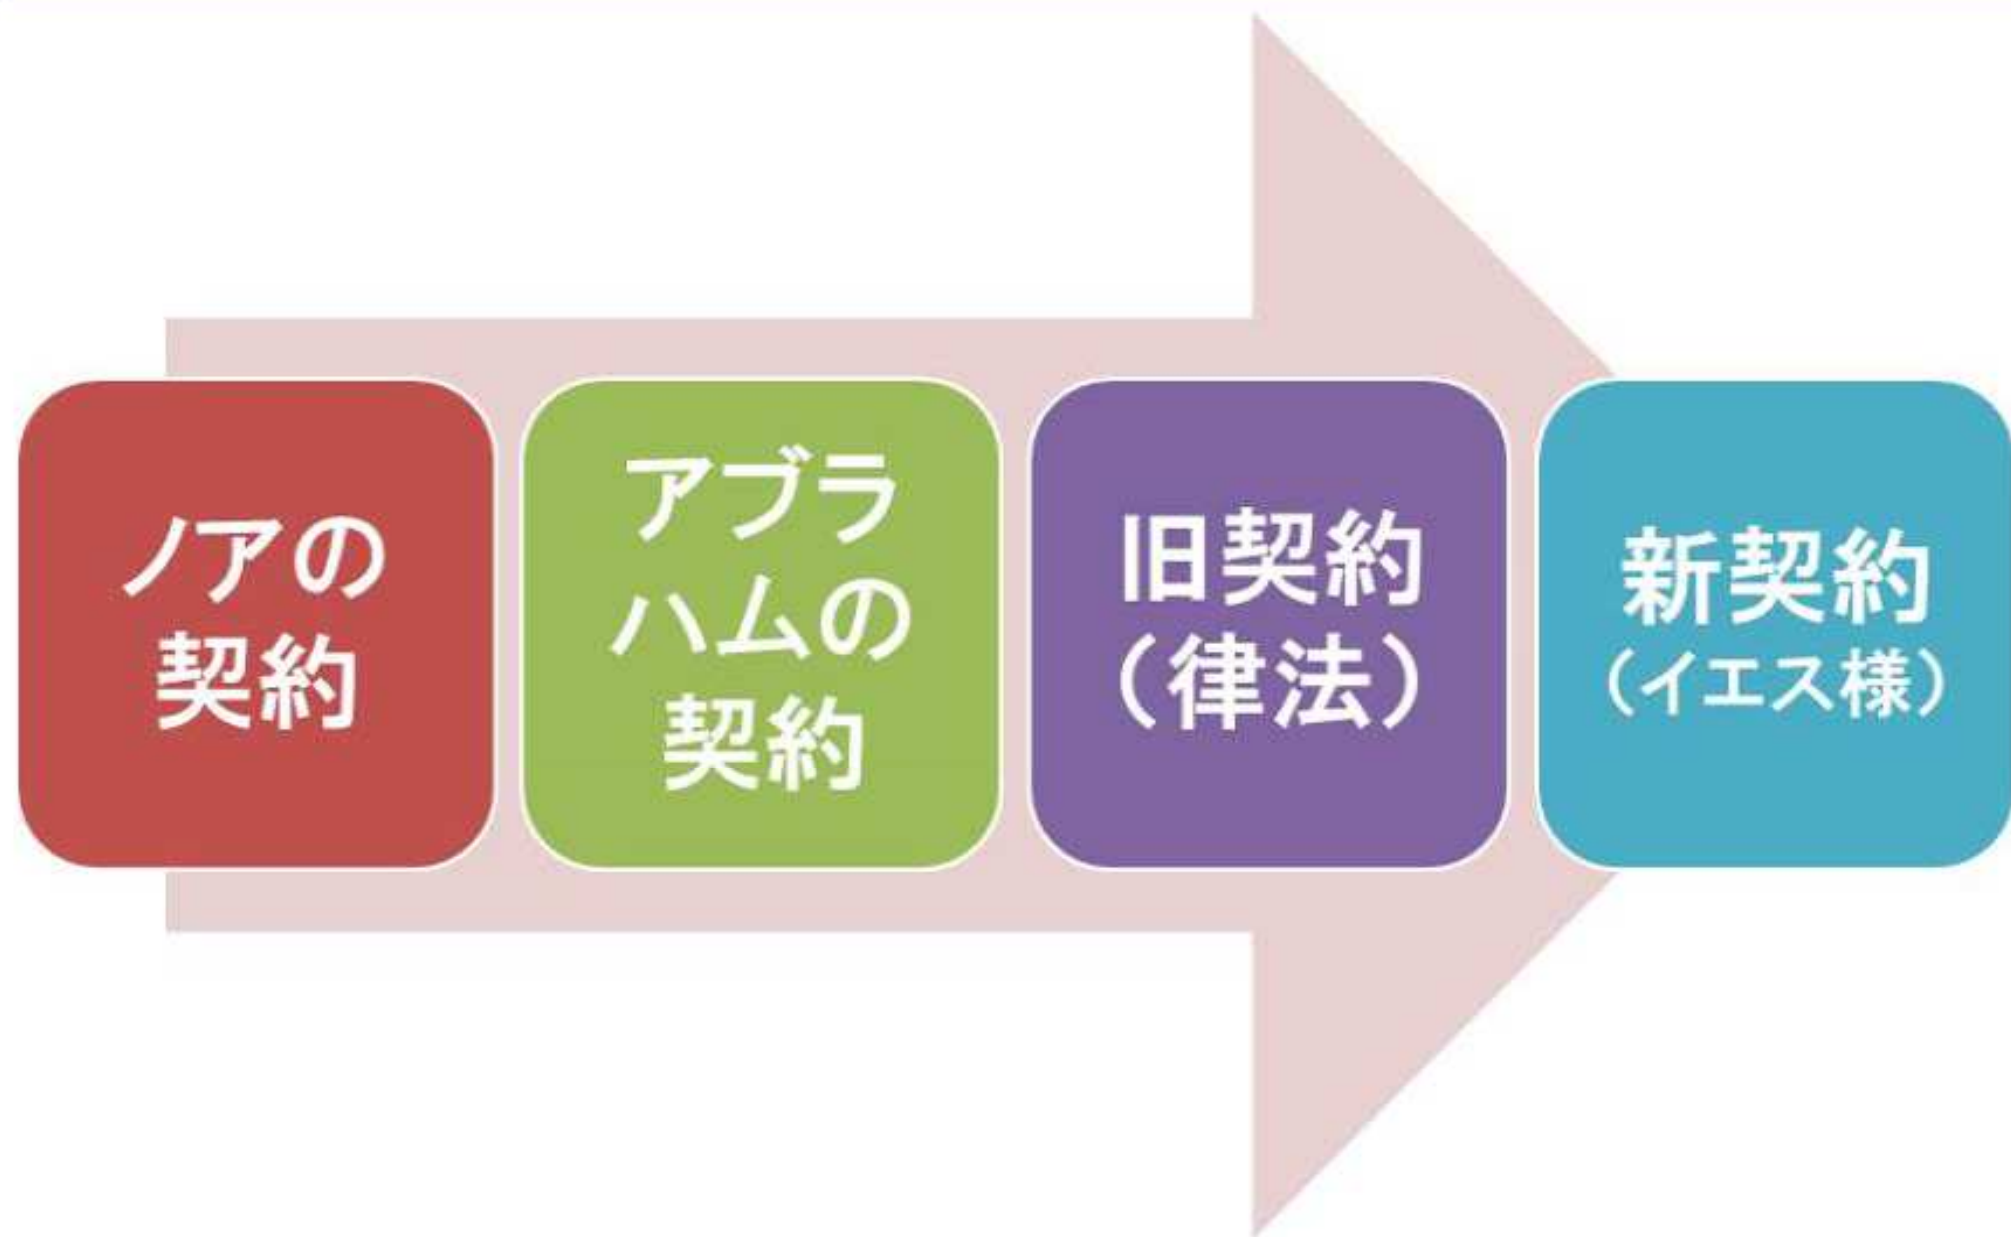 ノアの
契約
アブラ
ハムの
契約
旧契約
（律法）
新契約
（イエス様）